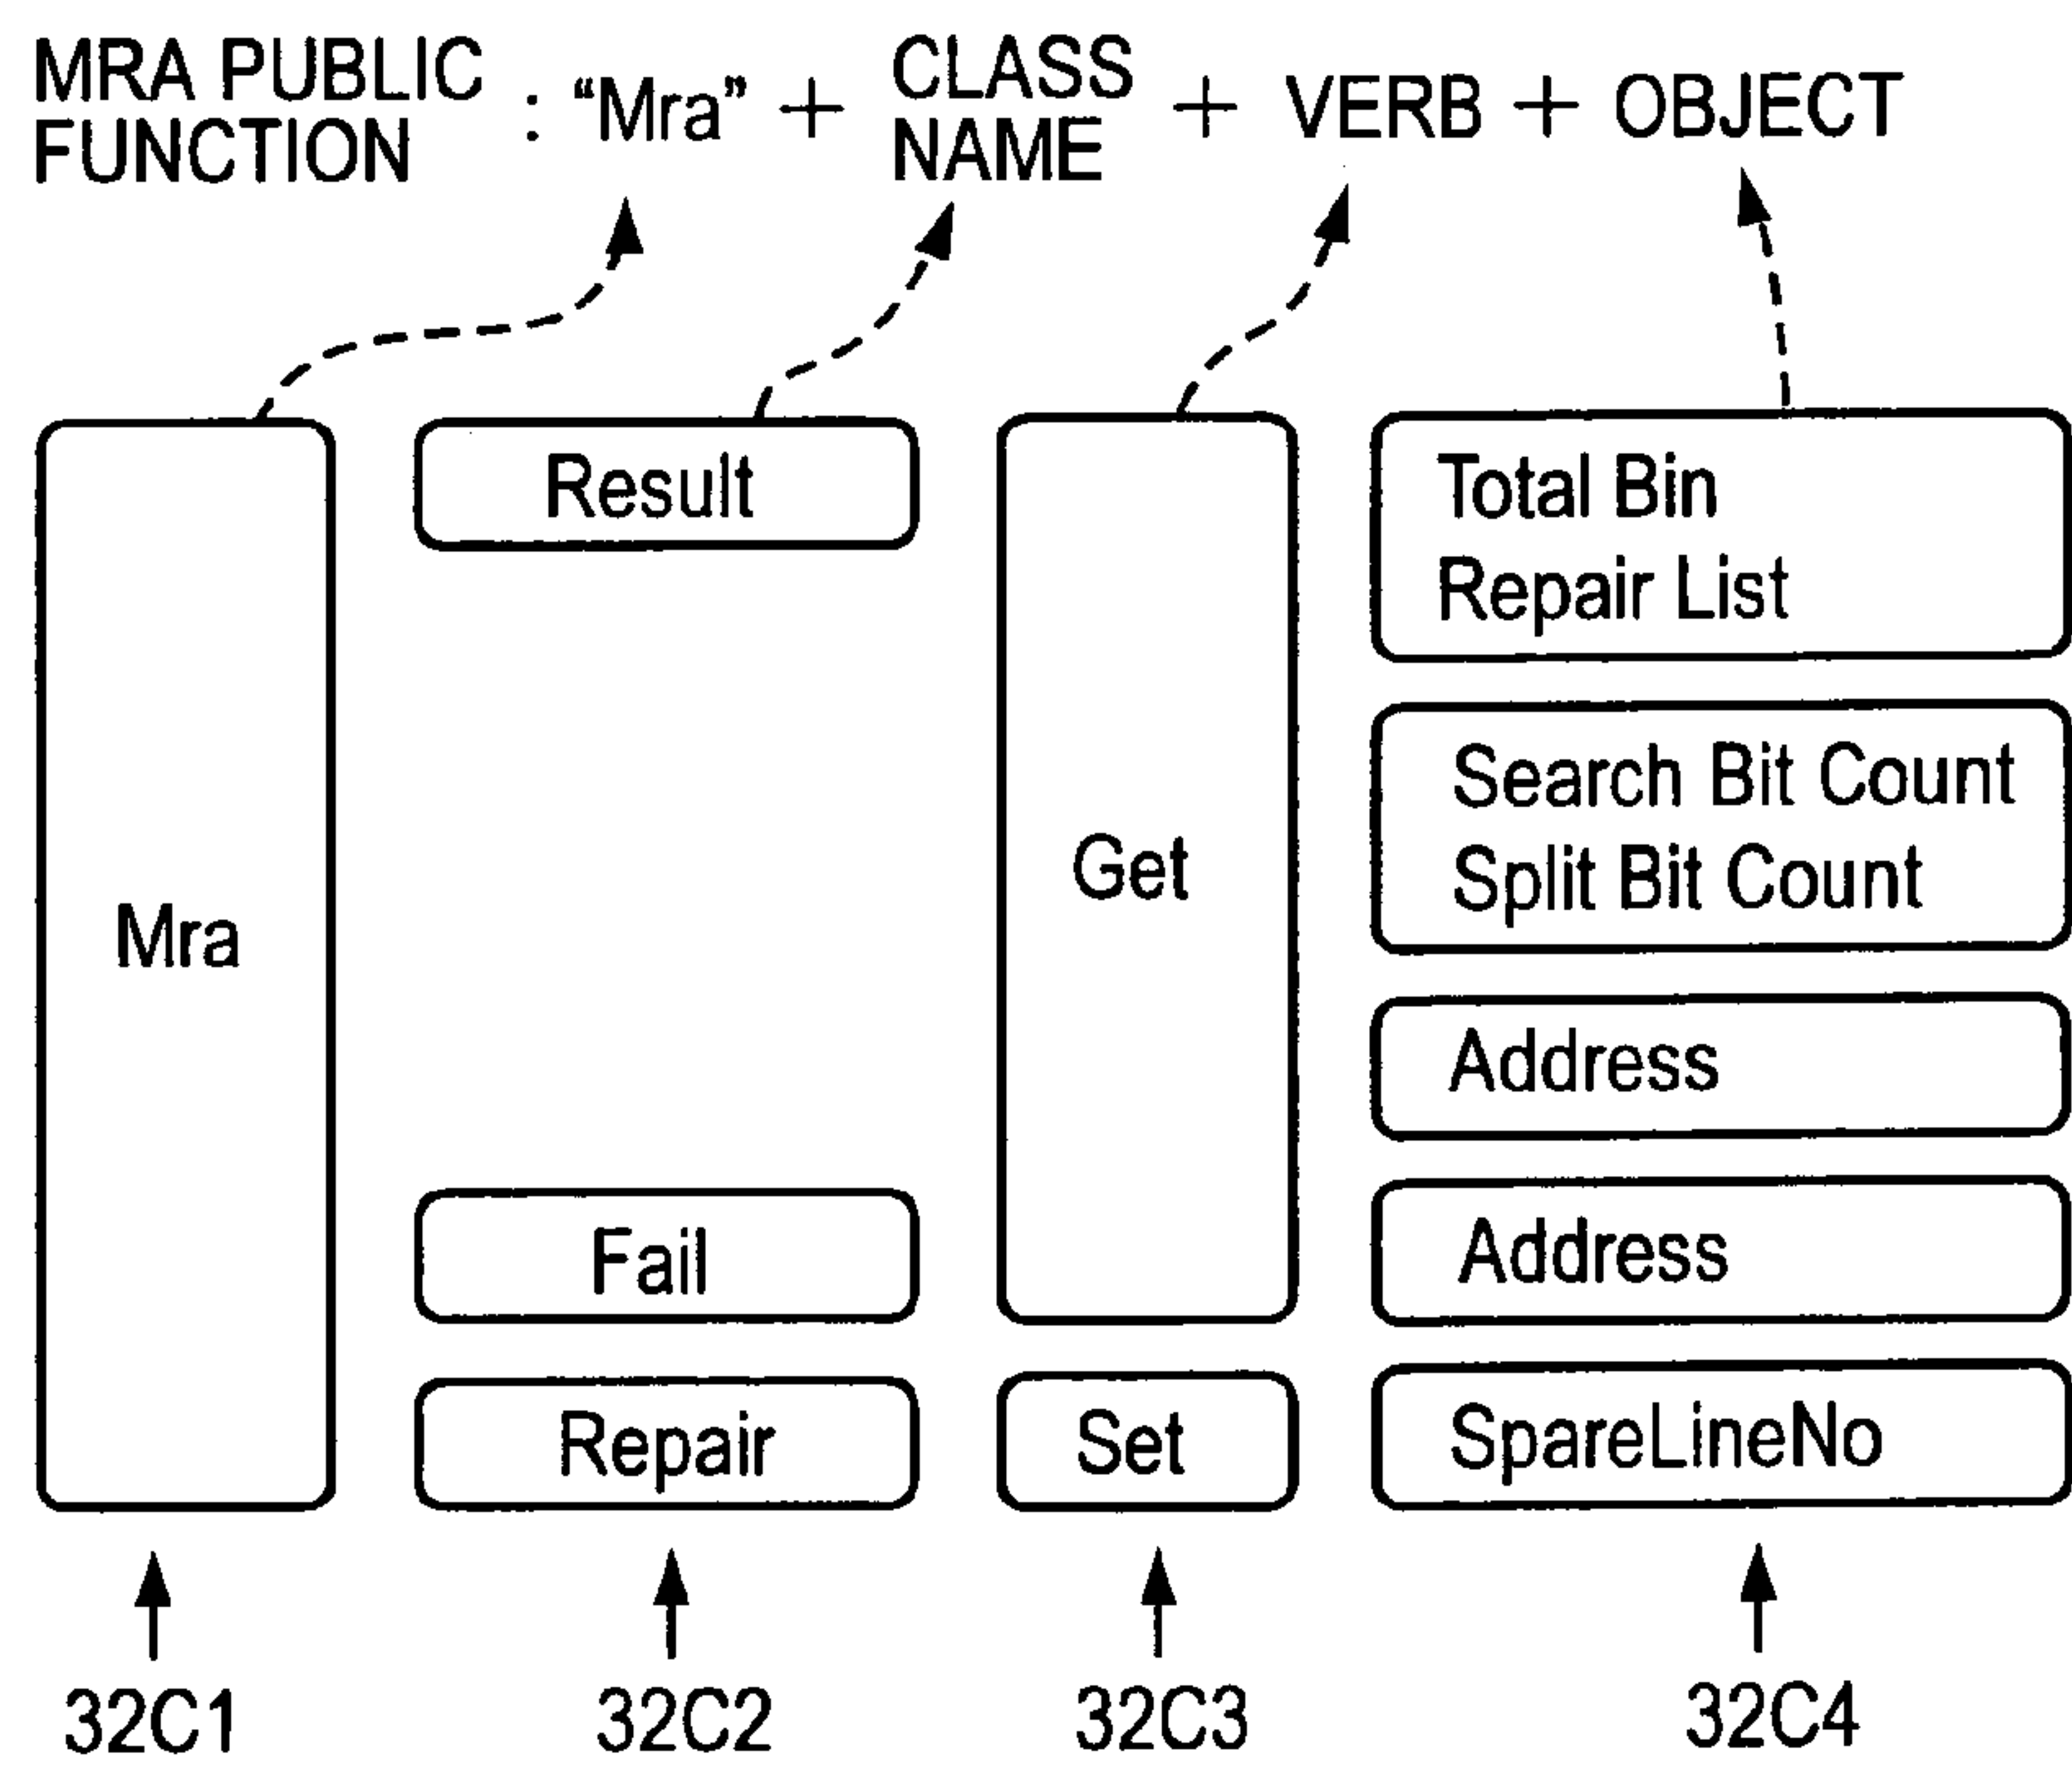 MRA PUBLIC FUNCTION : “Mra” + CLASS NAME + VERB + OBJECT
Result
Total Bin
Repair List
Search Bit Count
Split Bit Count
Get
Mra
Address
Address
Fail
Repair
Set
SpareLineNo
32C1
32C2
32C3
32C4